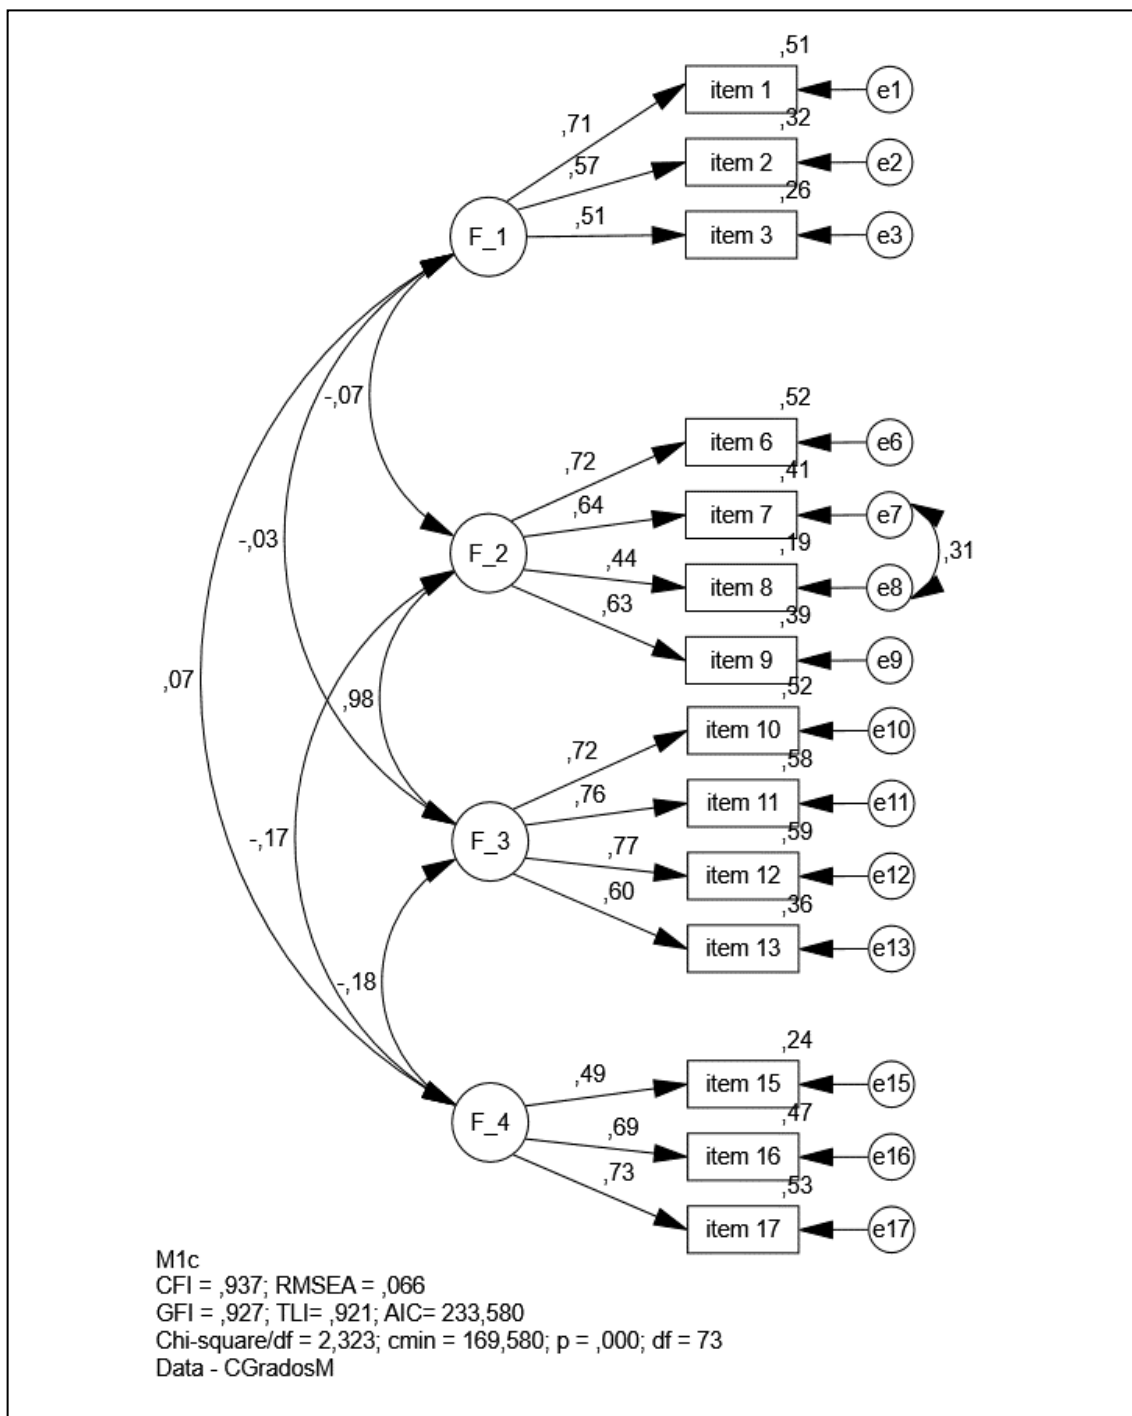 ,51
item 1
e1
,71
,32
item 2
e2
,57
,26
item 3
e3
,51
F_1
-,07
,52
item 6
e6
,72
,41
item 7
e7
,64
,19
item 8
e8
,44
,31
,39
item 9
e9
,63
F_2
-,03
,07
,98
,52
item 10
e10
,72
,58
item 11
e11
,76
,59
item 12
e12
,77
,36
item 13
e13
,60
F_3
-,17
-,18
,24
item 15
e15
,49
,47
item 16
e16
,69
,53
item 17
e17
,73
F_4
M1c
CFI = ,937; RMSEA = ,066
GFI = ,927; TLI= ,921; AIC= 233,580
Chi-square/df = 2,323; cmin = 169,580; p = ,000; df = 73
Data - CGradosM